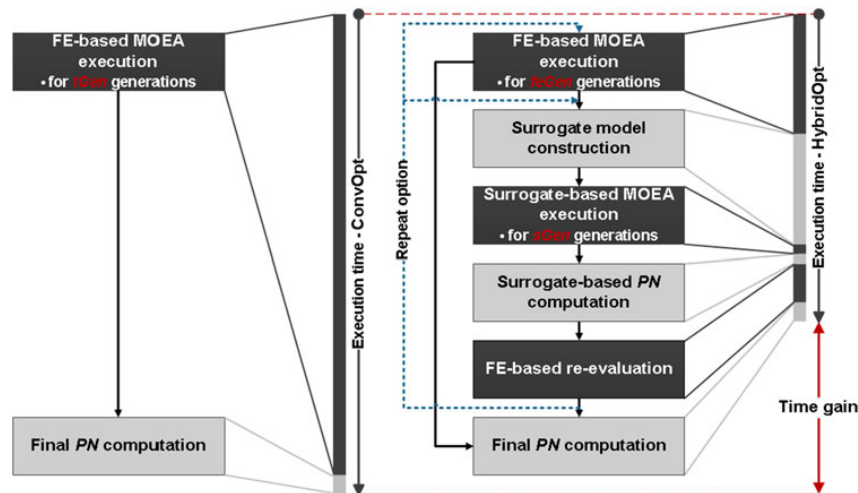 FE-based MOEA
execution
• for tGen generations
Final PN computation
Execution time - ConvOpt
Repeat option
FE-based MOEA
execution
• for feGen generations
Surrogate model
construction
Surrogate-based MOEA
execution
• for sGen generations
Surrogate-based PN
computation
FE-based re-evaluation
Final PN computation
Execution time - HybridOpt
Time gain